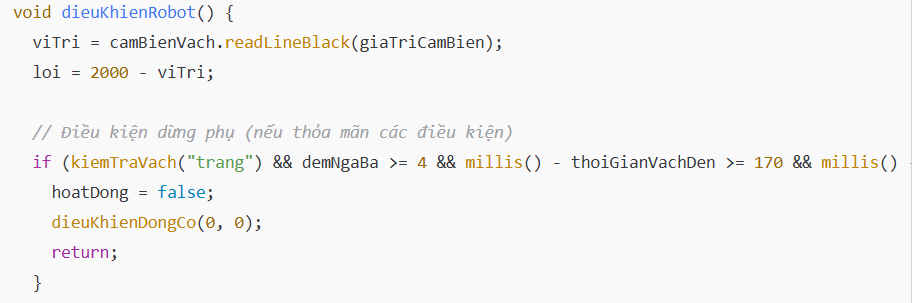 void dieuKhienRobot() {
viTri = camBienVach.readLineBlack(giaTriCamBien);
loi = 2000 - viTri;
// Điều kiện dừng phụ (nếu thỏa mãn các điều kiện)
if (kiemTraVach("trang") && demNgaBa >= 4 && millis() - thoiGianVachDen >= 170 && millis() -
hoatDong = false;
dieuKhienDongCo(0, 0);
return;
}